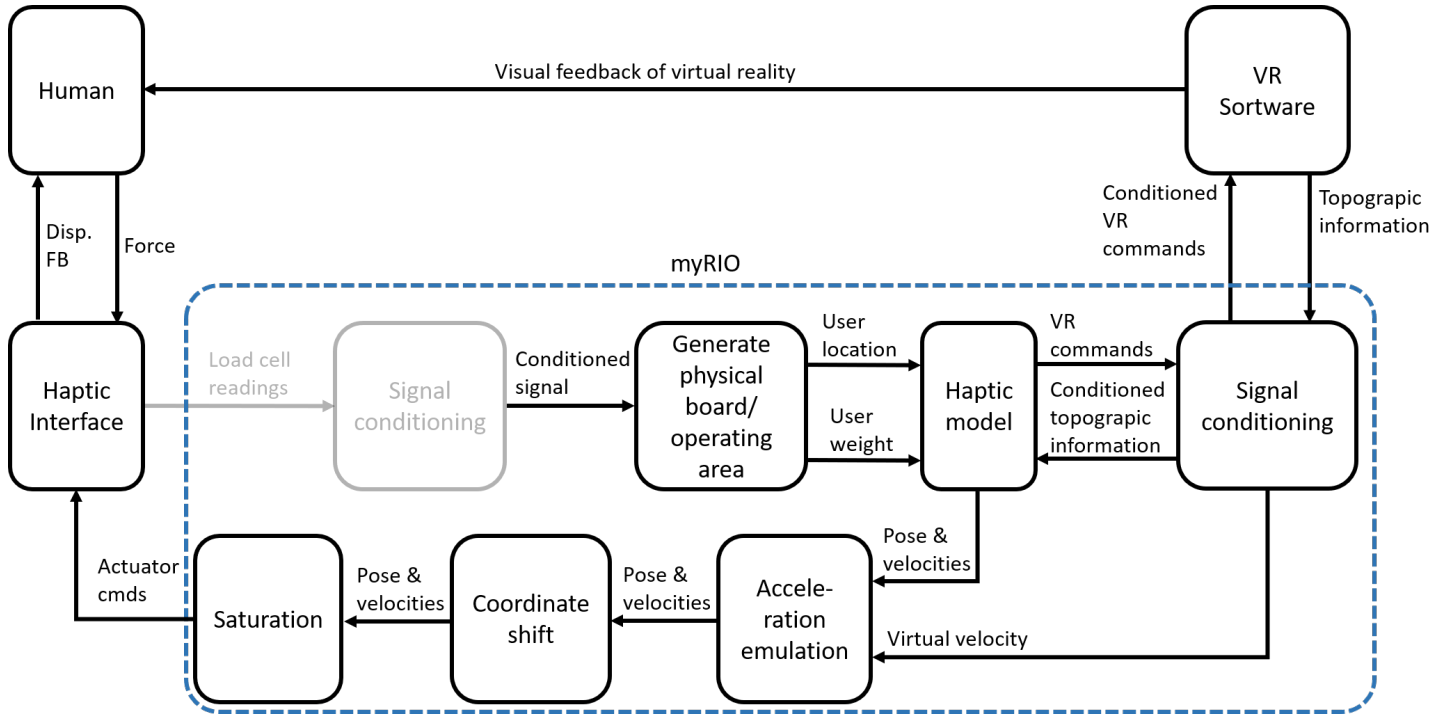 Human
Visual feedback of virtual reality
VR
Sortware
Disp.
FB
Force
Conditioned
VR
commands
Topograpic
information
myRIO
Haptic
Interface
Load cell
readings
Signal
conditioning
Conditioned
signal
Generate
physical
board/
operating
area
User
location
User
weight
Haptic
model
VR
commands
Conditioned
topograpic
information
Signal
conditioning
Actuator
cmds
Saturation
Pose &
velocities
Coordinate
shift
Pose &
velocities
Accele-
ration
emulation
Pose &
velocities
Virtual velocity